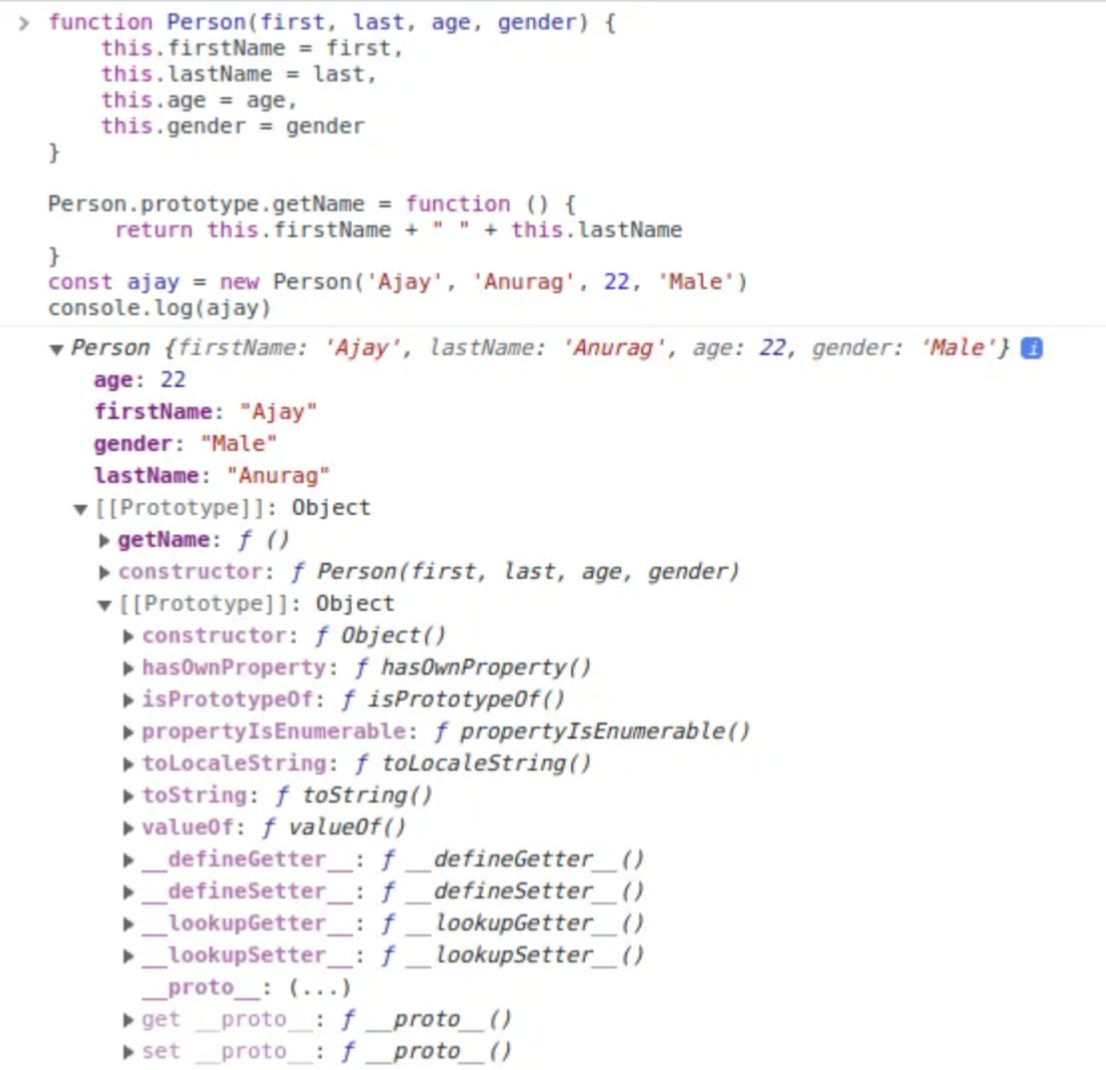 > function Person(first, last, age, gender) {
    this.firstName = first,
    this.lastName = last,
    this.age = age,
    this.gender = gender
}

Person.prototype.getName = function () {
     return this.firstName + " " + this.lastName
}
const ajay = new Person('Ajay', 'Anurag', 22, 'Male')
console.log(ajay)
▼ Person {firstName: 'Ajay', lastName: 'Anurag', age: 22, gender: 'Male'} i
age: 22
firstName: "Ajay"
gender: "Male"
lastName: "Anurag"
▼ [[Prototype]]: Object
▶ getName: ƒ ()
▶ constructor: ƒ Person(first, last, age, gender)
▼ [[Prototype]]: Object
▶ constructor: ƒ Object()
▶ hasOwnProperty: ƒ hasOwnProperty()
▶ isPrototypeOf: ƒ isPrototypeOf()
▶ propertyIsEnumerable: ƒ propertyIsEnumerable()
▶ toLocaleString: ƒ toLocaleString()
▶ toString: ƒ toString()
▶ valueOf: ƒ valueOf()
▶ __defineGetter__: ƒ __defineGetter__()
▶ __defineSetter__: ƒ __defineSetter__()
▶ __lookupGetter__: ƒ __lookupGetter__()
▶ __lookupSetter__: ƒ __lookupSetter__()
__proto__: (...)
▶ get __proto__: ƒ __proto__()
▶ set __proto__: ƒ __proto__()